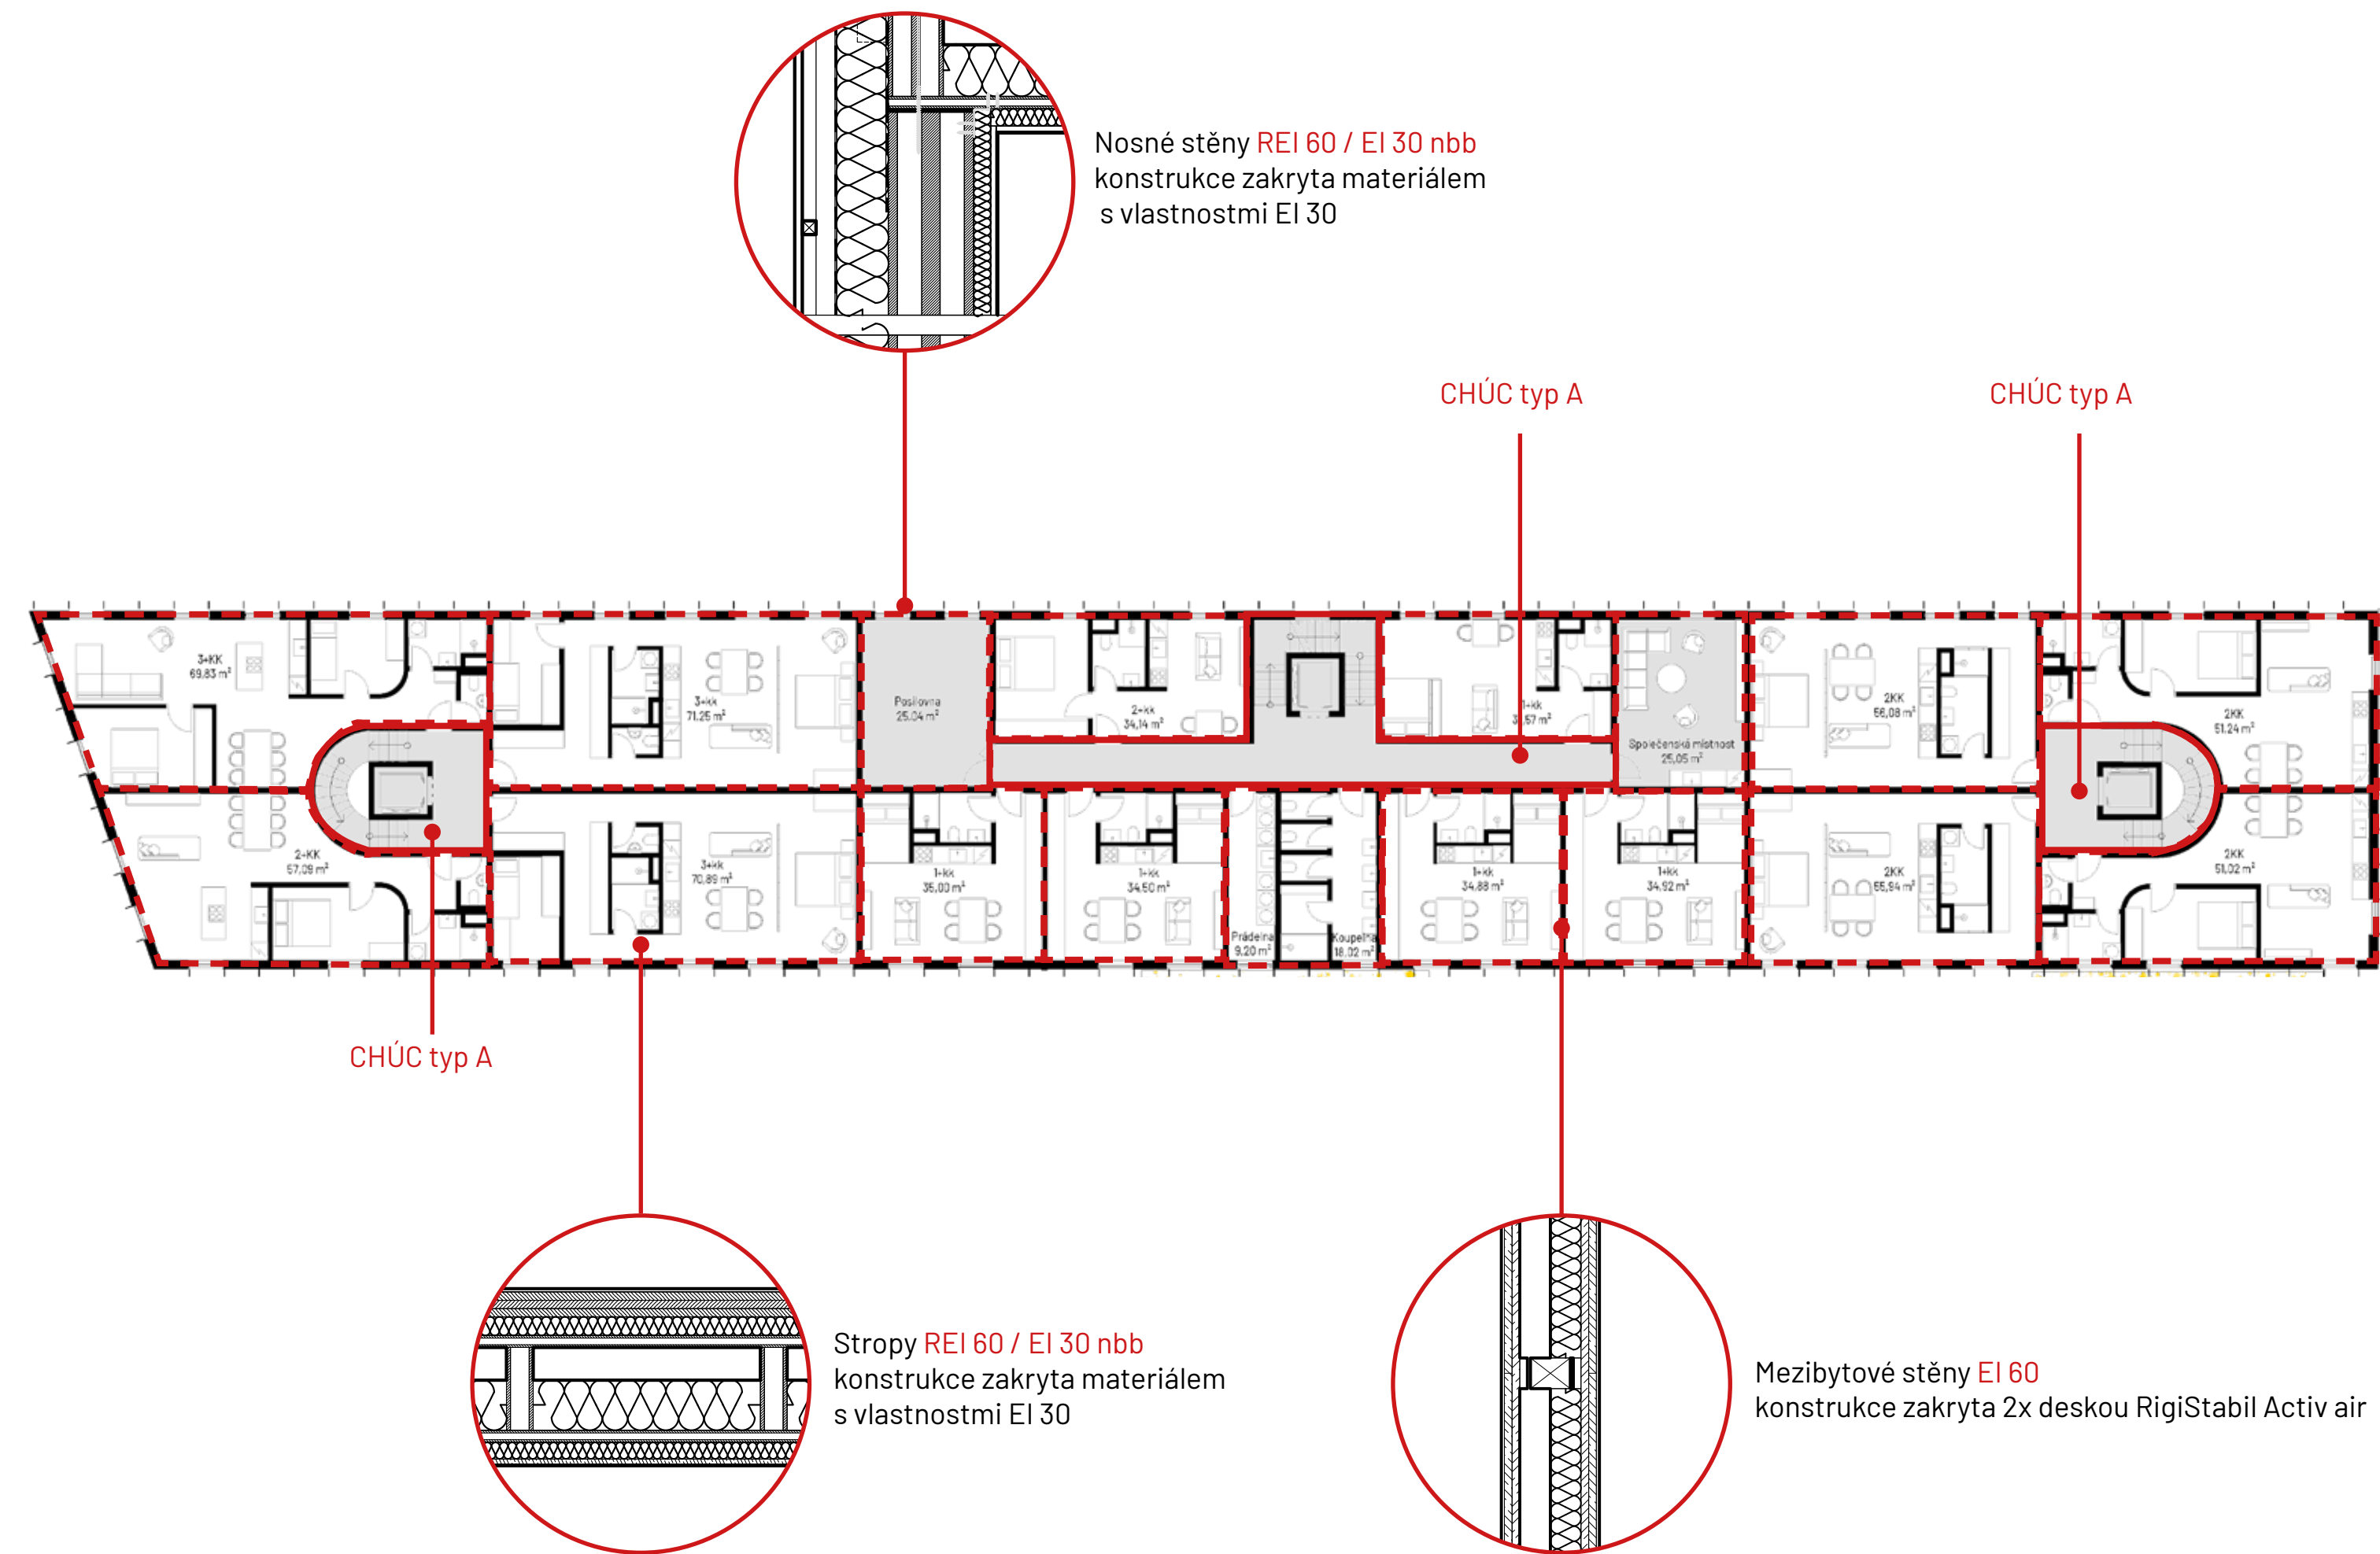 Nosné stěny REI 60 / EI 30 nbb
konstrukce zakryta materiálem
s vlastnostmi EI 30
CHÚC typ A
CHÚC typ A
3+KK
69,83 m²
3+kk
71,25 m²
Posilovna
25,04 m²
2+kk
34,14 m²
1+kk
Společenská místnost
25,05 m²
2KK
56,08 m²
2KK
51,24 m²
2+KK
57,09 m²
3+kk
70,89 m²
1+kk
35,00 m²
1+kk
34,50 m²
Prádelna
9,20 m²
Koupelna
18,02 m²
1+kk
34,88 m²
1+kk
34,92 m²
2KK
55,94 m²
2KK
51,02 m²
CHÚC typ A
Stropy REI 60 / EI 30 nbb
konstrukce zakryta materiálem
s vlastnostmi EI 30
Mezibytové stěny EI 60
konstrukce zakryta 2x deskou RigiStabil Activ air